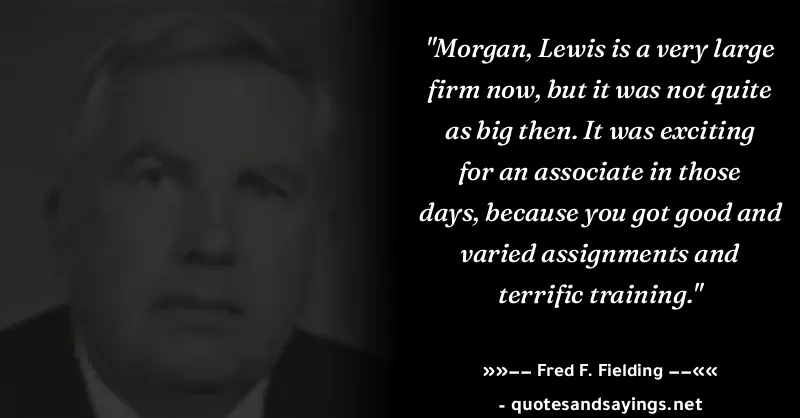 "Morgan, Lewis is a very large
firm now, but it was not quite
as big then. It was exciting
for an associate in those
days, because you got good and
varied assignments and
terrific training."
»»−− Fred F. Fielding −−««
- quotesandsayings.net